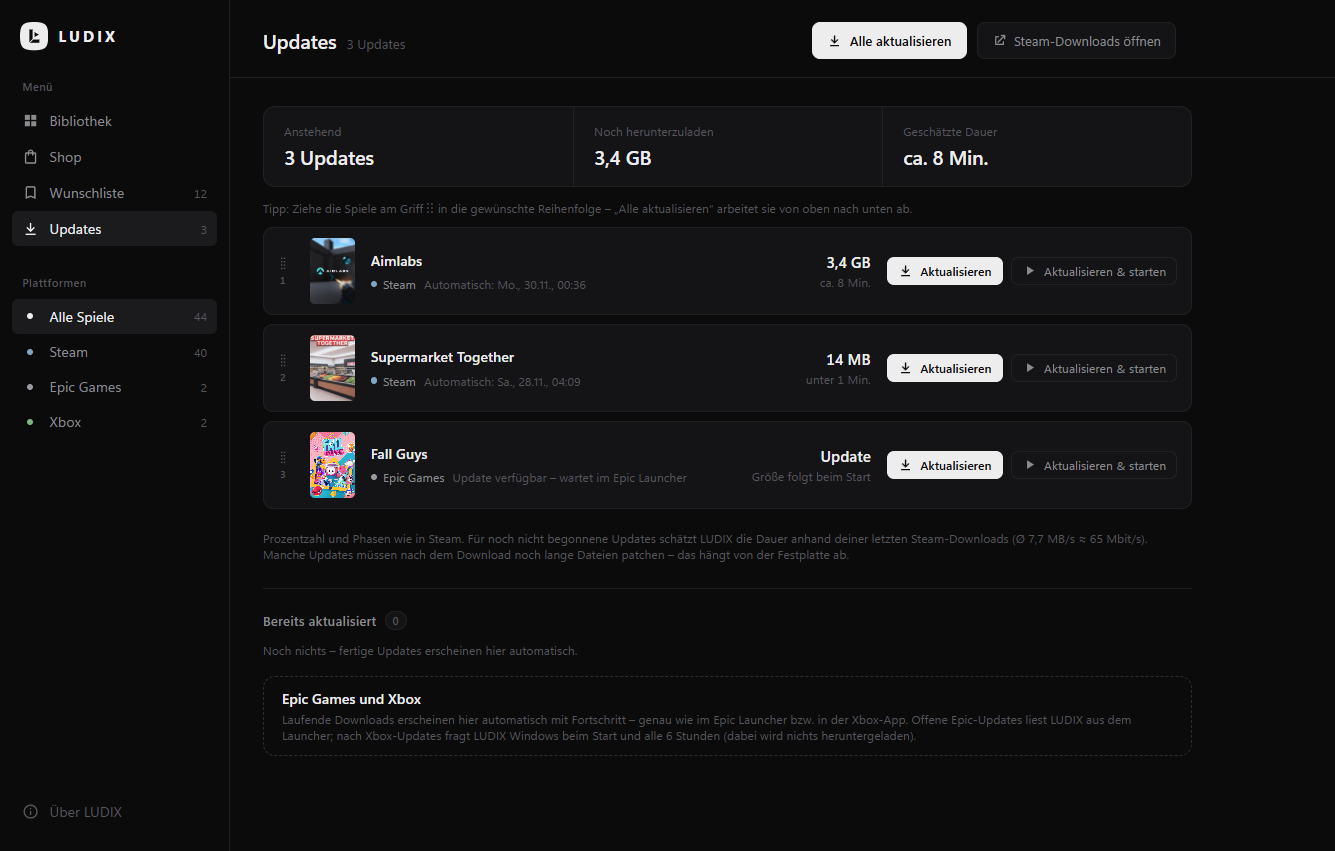 LUDIX
Menü
Bibliothek
Shop
Wunschliste 12
Updates 3
Plattformen
Alle Spiele 44
Steam 40
Epic Games 2
Xbox 2
Über LUDIX
Updates 3 Updates
Alle aktualisieren
Steam-Downloads öffnen
Anstehend
3 Updates
Noch herunterzuladen
3,4 GB
Geschätzte Dauer
ca. 8 Min.
Tipp: Ziehe die Spiele am Griff ⠿ in die gewünschte Reihenfolge – „Alle aktualisieren“ arbeitet sie von oben nach unten ab.
1
AIMLABS
Aimlabs
Steam Automatisch: Mo., 30.11., 00:36
3,4 GB
ca. 8 Min.
Aktualisieren
Aktualisieren & starten
2
SUPERMARKET
TOGETHER
Supermarket Together
Steam Automatisch: Sa., 28.11., 04:09
14 MB
unter 1 Min.
Aktualisieren
Aktualisieren & starten
3
Fall Guys
Epic Games Update verfügbar – wartet im Epic Launcher
Update
Größe folgt beim Start
Aktualisieren
Aktualisieren & starten
Prozentzahl und Phasen wie in Steam. Für noch nicht begonnene Updates schätzt LUDIX die Dauer anhand deiner letzten Steam-Downloads (Ø 7,7 MB/s ≈ 65 Mbit/s).
Manche Updates müssen nach dem Download noch lange Dateien patchen – das hängt von der Festplatte ab.
Bereits aktualisiert 0
Noch nichts – fertige Updates erscheinen hier automatisch.
Epic Games und Xbox
Laufende Downloads erscheinen hier automatisch mit Fortschritt – genau wie im Epic Launcher bzw. in der Xbox-App. Offene Epic-Updates liest LUDIX aus dem
Launcher; nach Xbox-Updates fragt LUDIX Windows beim Start und alle 6 Stunden (dabei wird nichts heruntergeladen).